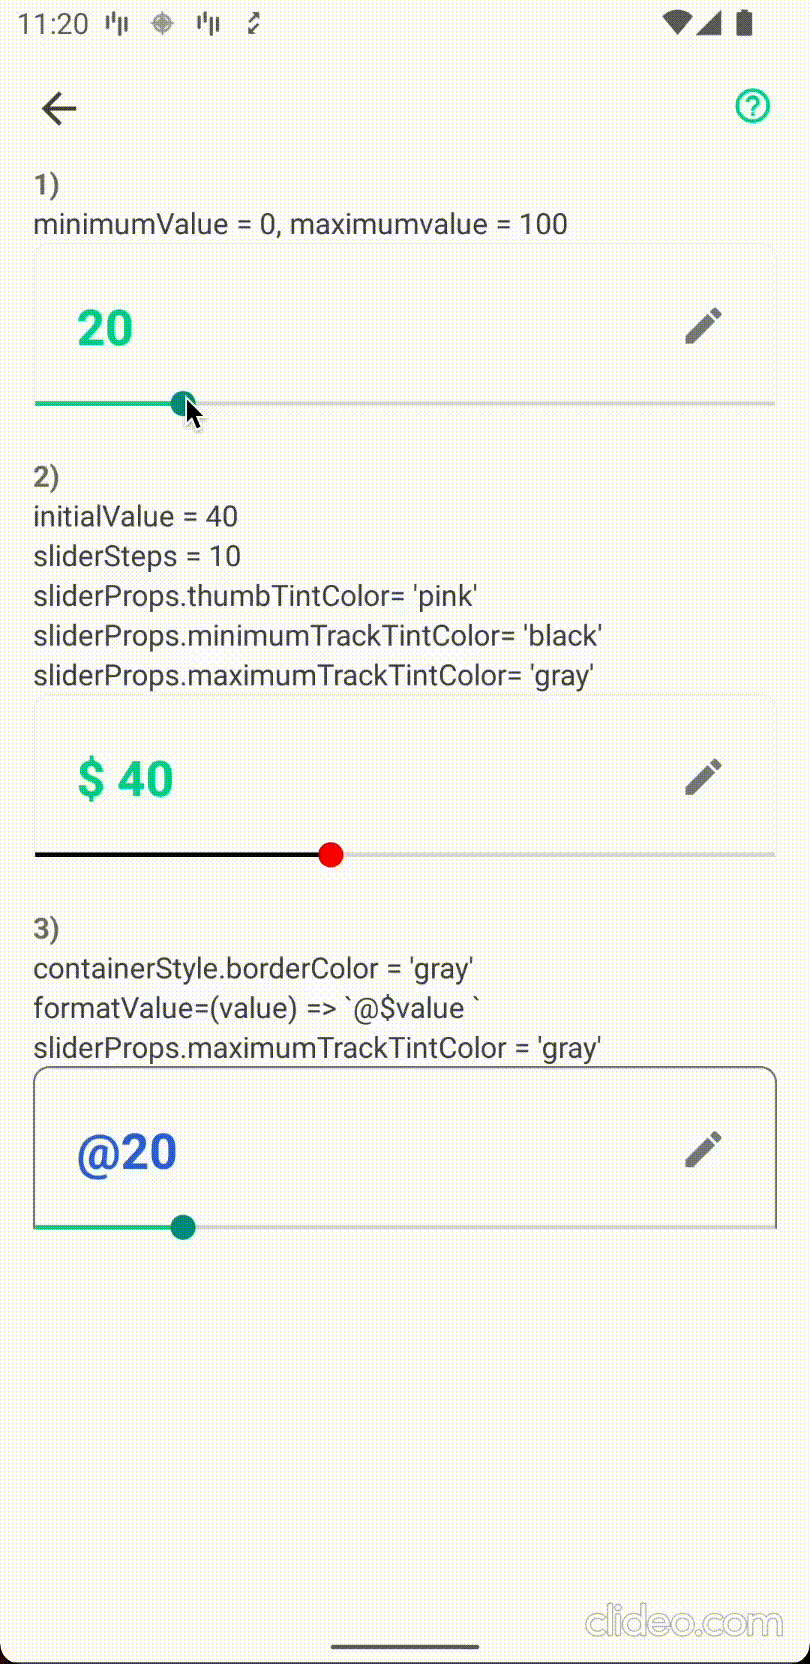 11:20
1)
minimumValue = 0, maximumvalue = 100
20
2)
initialValue = 40
sliderSteps = 10
sliderProps.thumbTintColor= 'pink'
sliderProps.minimumTrackTintColor= 'black'
sliderProps.maximumTrackTintColor= 'gray'
$ 40
3)
containerStyle.borderColor = 'gray'
formatValue=(value) => `@$value `
sliderProps.maximumTrackTintColor = 'gray'
@20
clideo.com